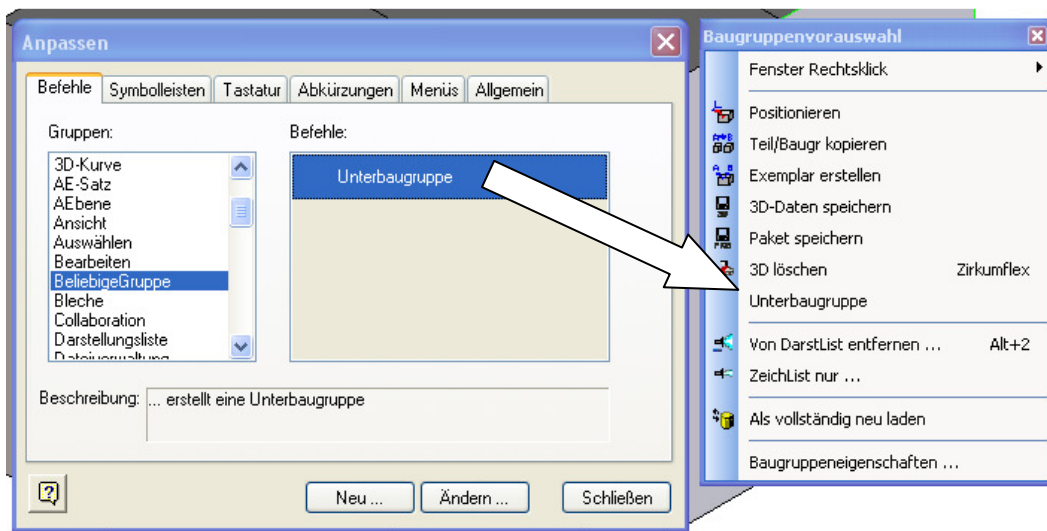 Anpassen
Befehle Symbolleisten Tastatur Abkürzungen Menüs Allgemein
Gruppen:
3D-Kurve
AE-Satz
AEbene
Ansicht
Auswählen
Bearbeiten
BeliebigeGruppe
Bleche
Collaboration
Darstellungsliste
Dateiverwaltung
Befehle:
Unterbaugruppe
Beschreibung: ... erstellt eine Unterbaugruppe
Neu ... Ändern ... Schließen
Baugruppenvorauswahl
Fenster Rechtsklick
Positionieren
Teil/Baugr kopieren
Exemplar erstellen
3D-Daten speichern
Paket speichern
3D löschen Zirkumflex
Unterbaugruppe
Von DarstList entfernen ... Alt+2
ZeichList nur ...
Als vollständig neu laden
Baugruppeneigenschaften ...